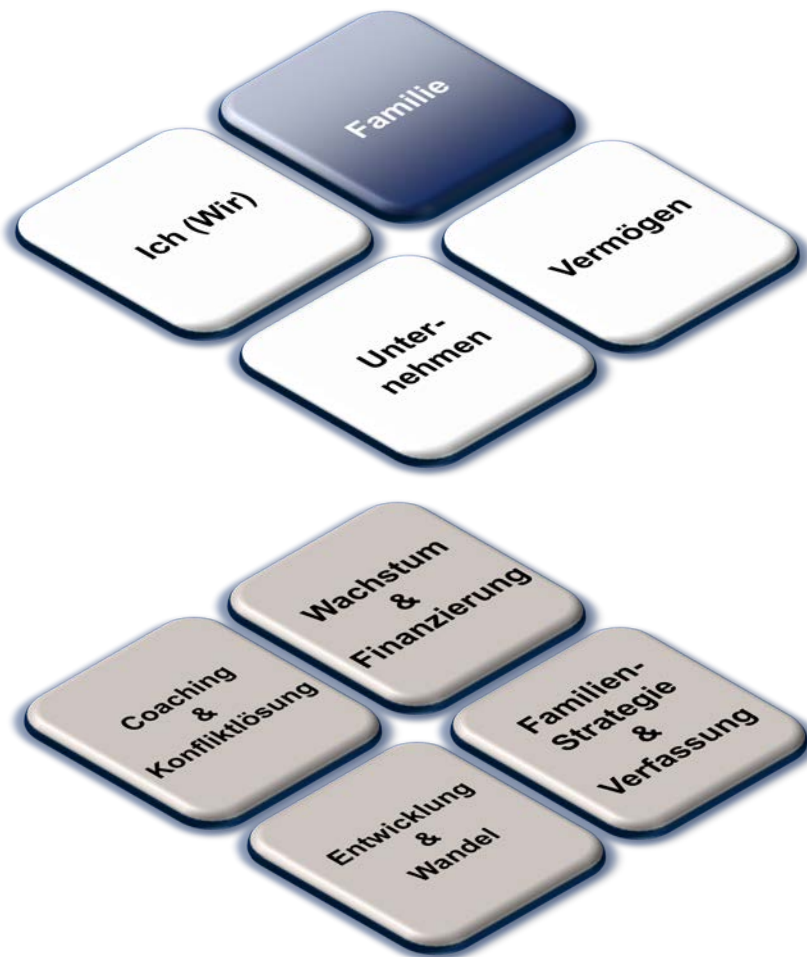 Familie
Ich (Wir)
Vermögen
Unter-
nehmen
Wachstum
&
Finanzierung
Coaching
&
Konfliktlösung
Familien-
Strategie
&
Verfassung
Entwicklung
&
Wandel